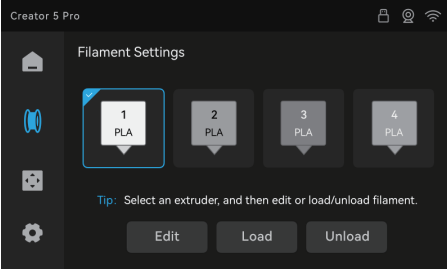 Creator 5 Pro
Filament Settings
1
PLA
2
PLA
3
PLA
4
PLA
Tip: Select an extruder, and then edit or load/unload filament.
Edit
Load
Unload